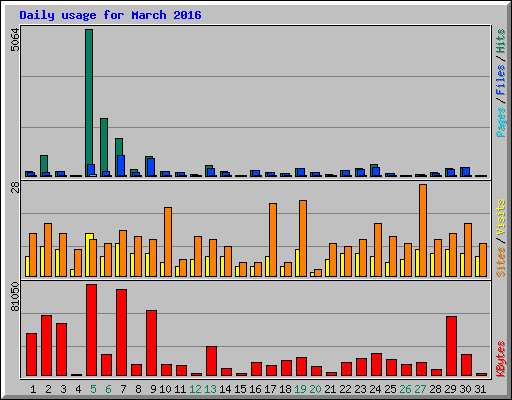 Daily usage for March 2016
5064
Pages / Files / Hits
28
Sites / Visits
81050
KBytes
1 2 3 4 5 6 7 8 9 10 11 12 13 14 15 16 17 18 19 20 21 22 23 24 25 26 27 28 29 30 31